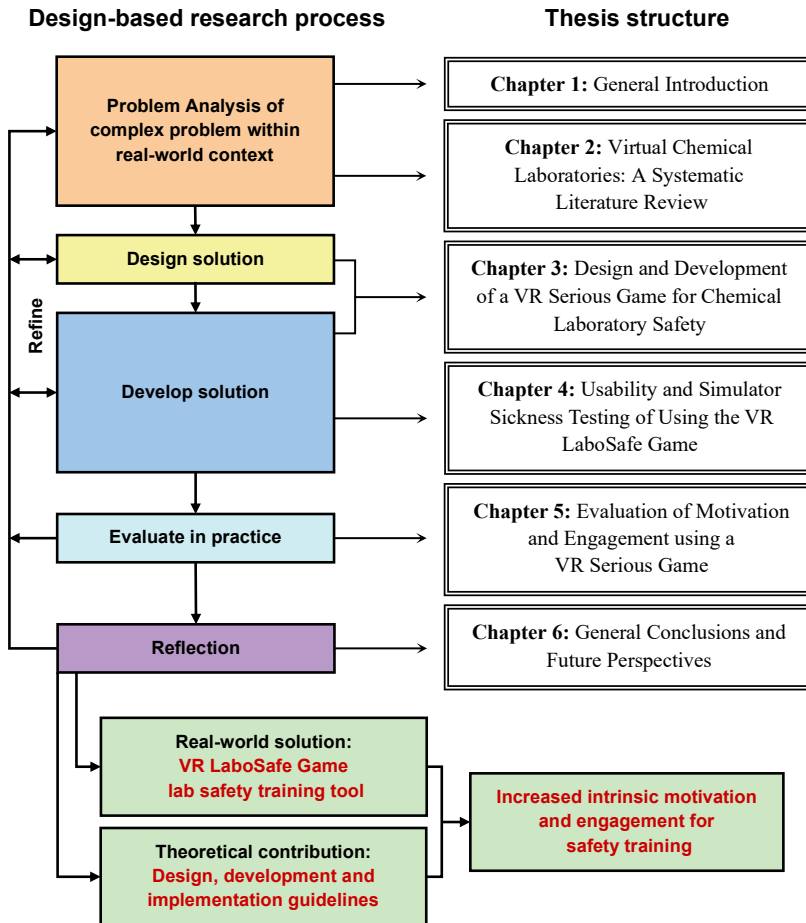 Design-based research process
Thesis structure
Problem Analysis of
complex problem within
real-world context
Chapter 1: General Introduction
Chapter 2: Virtual Chemical
Laboratories: A Systematic
Literature Review
Design solution
Chapter 3: Design and Development
of a VR Serious Game for Chemical
Laboratory Safety
Refine
Develop solution
Chapter 4: Usability and Simulator
Sickness Testing of Using the VR
LaboSafe Game
Evaluate in practice
Chapter 5: Evaluation of Motivation
and Engagement using a
VR Serious Game
Reflection
Chapter 6: General Conclusions and
Future Perspectives
Real-world solution:
VR LaboSafe Game
lab safety training tool
Increased intrinsic motivation
and engagement for
safety training
Theoretical contribution:
Design, development and
implementation guidelines